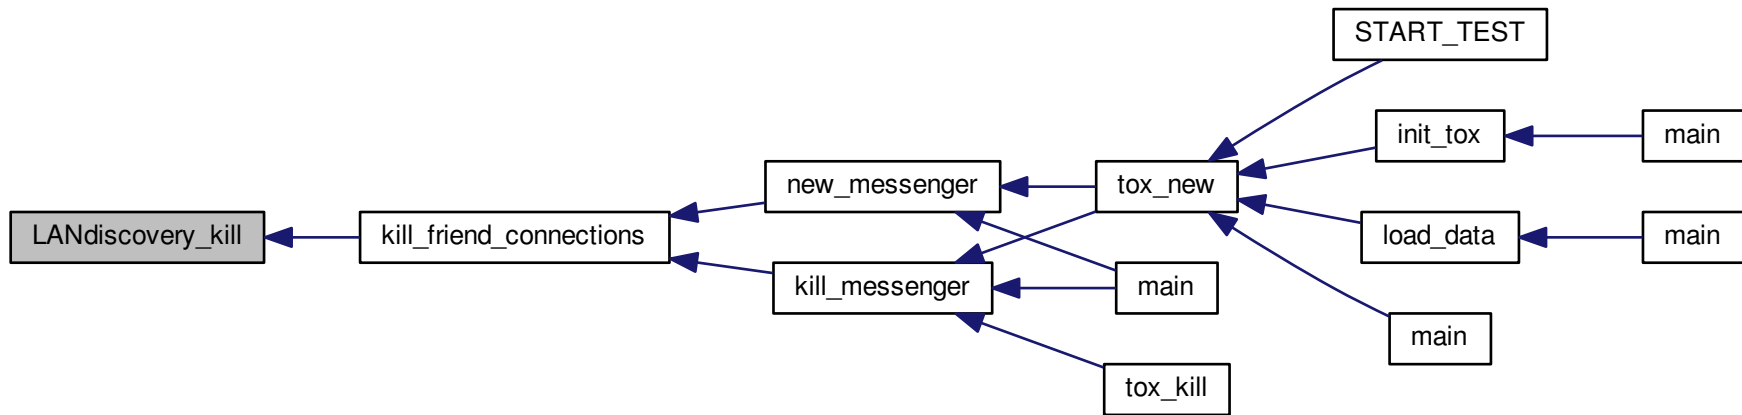 START_TEST
init_tox
main
new_messenger
tox_new
LANdiscovery_kill
kill_friend_connections
load_data
main
kill_messenger
main
main
tox_kill